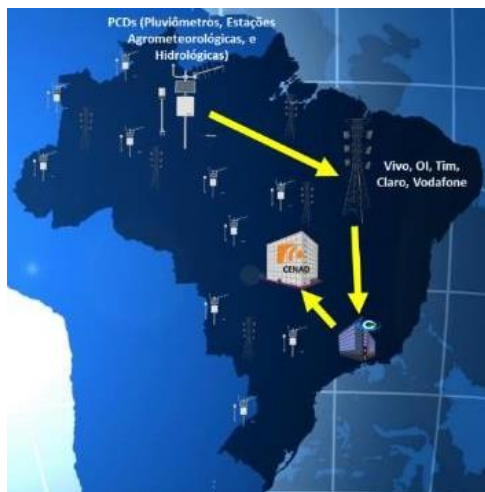 PCDs (Pluviômetros, Estações
Agrometeorológicas, e
Hidrológicas)
Vivo, OI, Tim,
Claro, Vodafone
CENAD